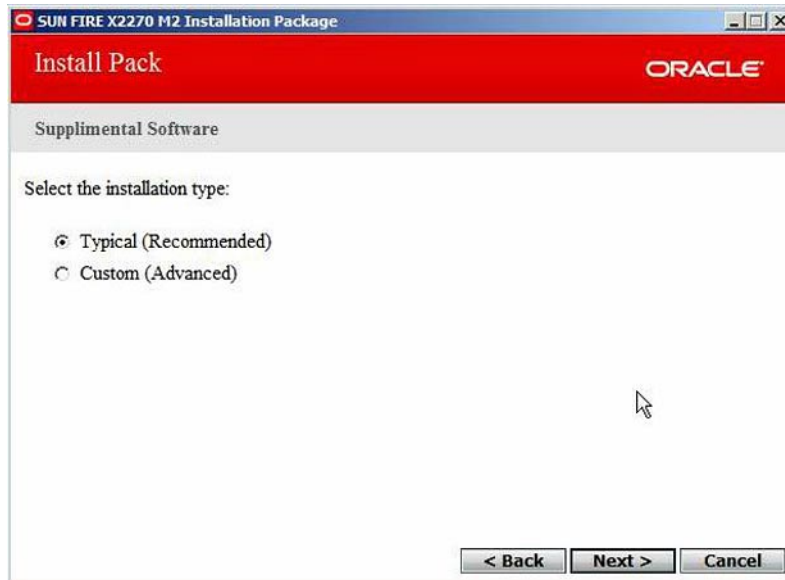 SUN FIRE X2270 M2 Installation Package
Install Pack
ORACLE®
Supplimental Software
Select the installation type:
Typical (Recommended)
Custom (Advanced)
< Back Next > Cancel